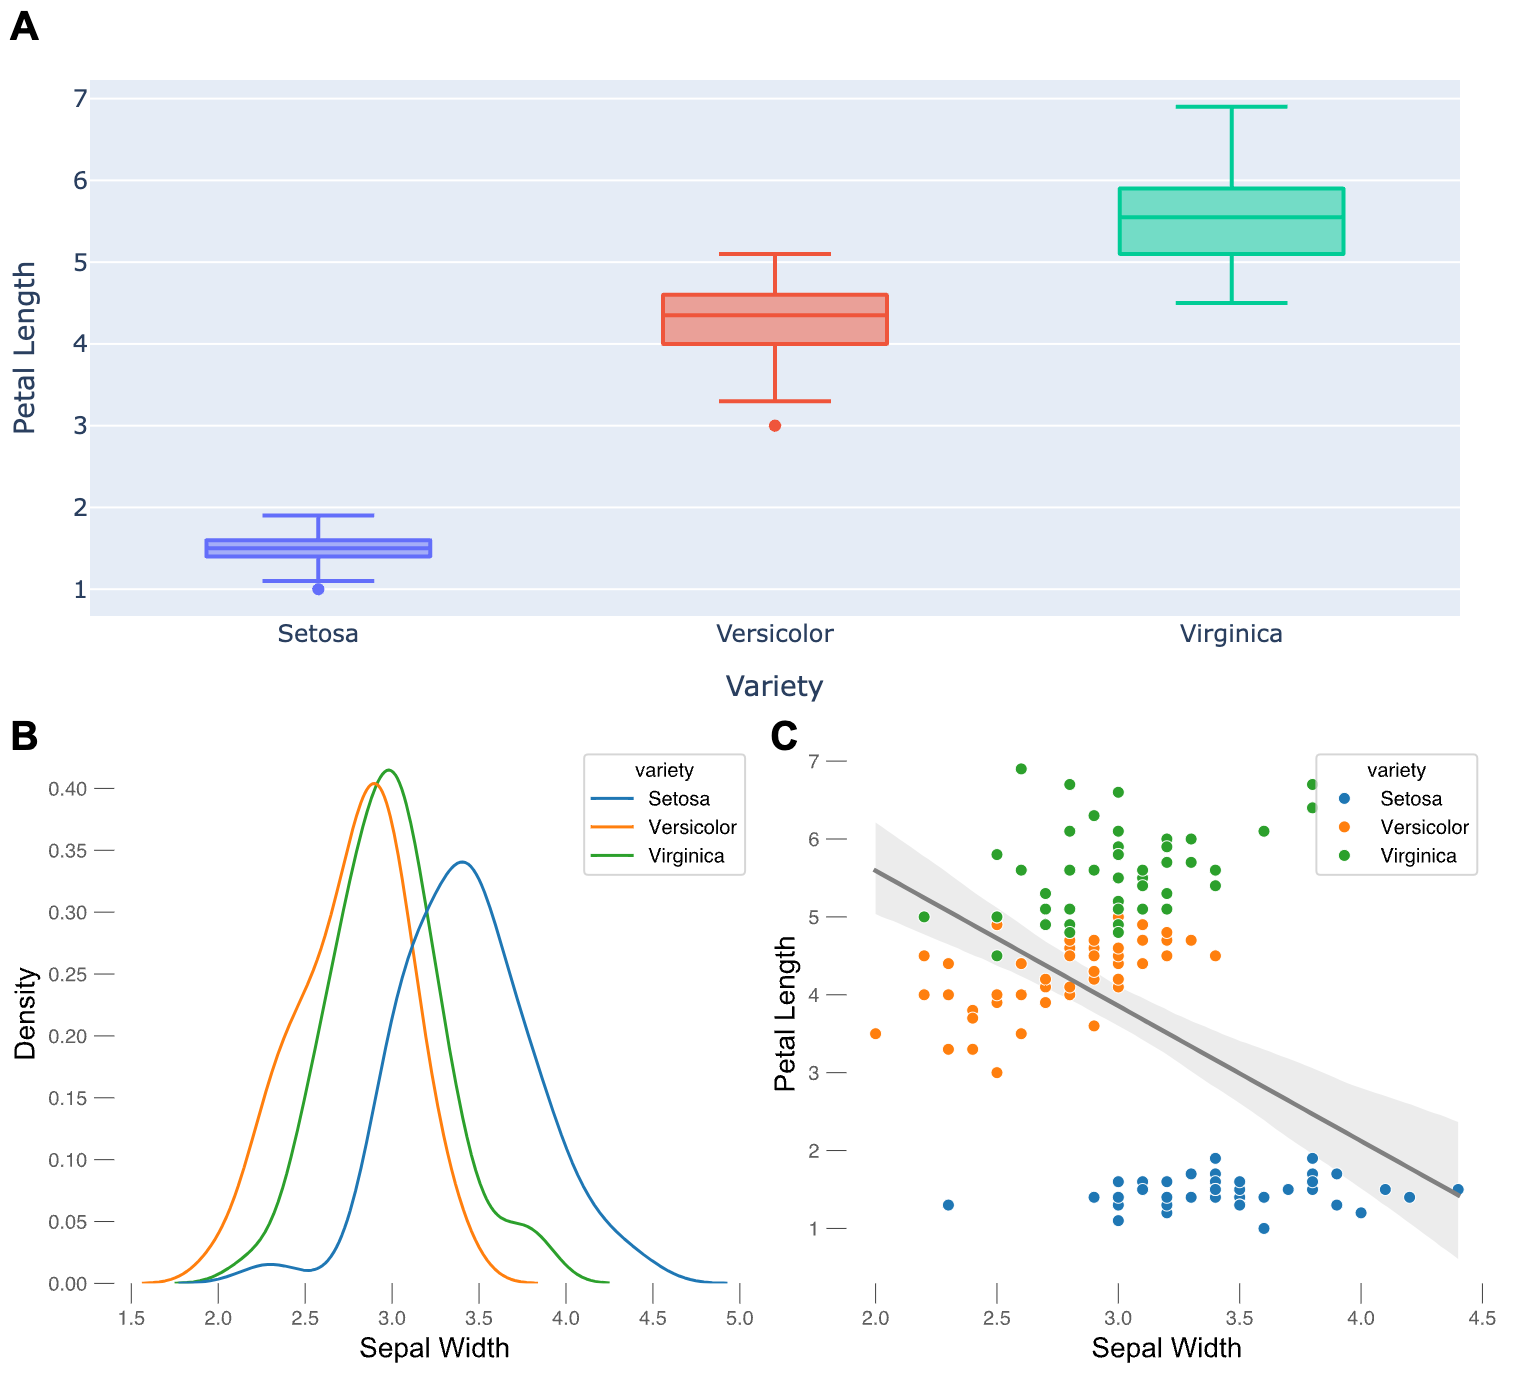 A
7
6
5
4
3
2
1
Petal Length
Setosa
Versicolor
Virginica
Variety
B
variety
Setosa
Versicolor
Virginica
0.40
0.35
0.30
0.25
0.20
0.15
0.10
0.05
0.00
Density
1.5 2.0 2.5 3.0 3.5 4.0 4.5 5.0
Sepal Width
C
variety
Setosa
Versicolor
Virginica
7
6
5
4
3
2
1
Petal Length
2.0 2.5 3.0 3.5 4.0 4.5
Sepal Width